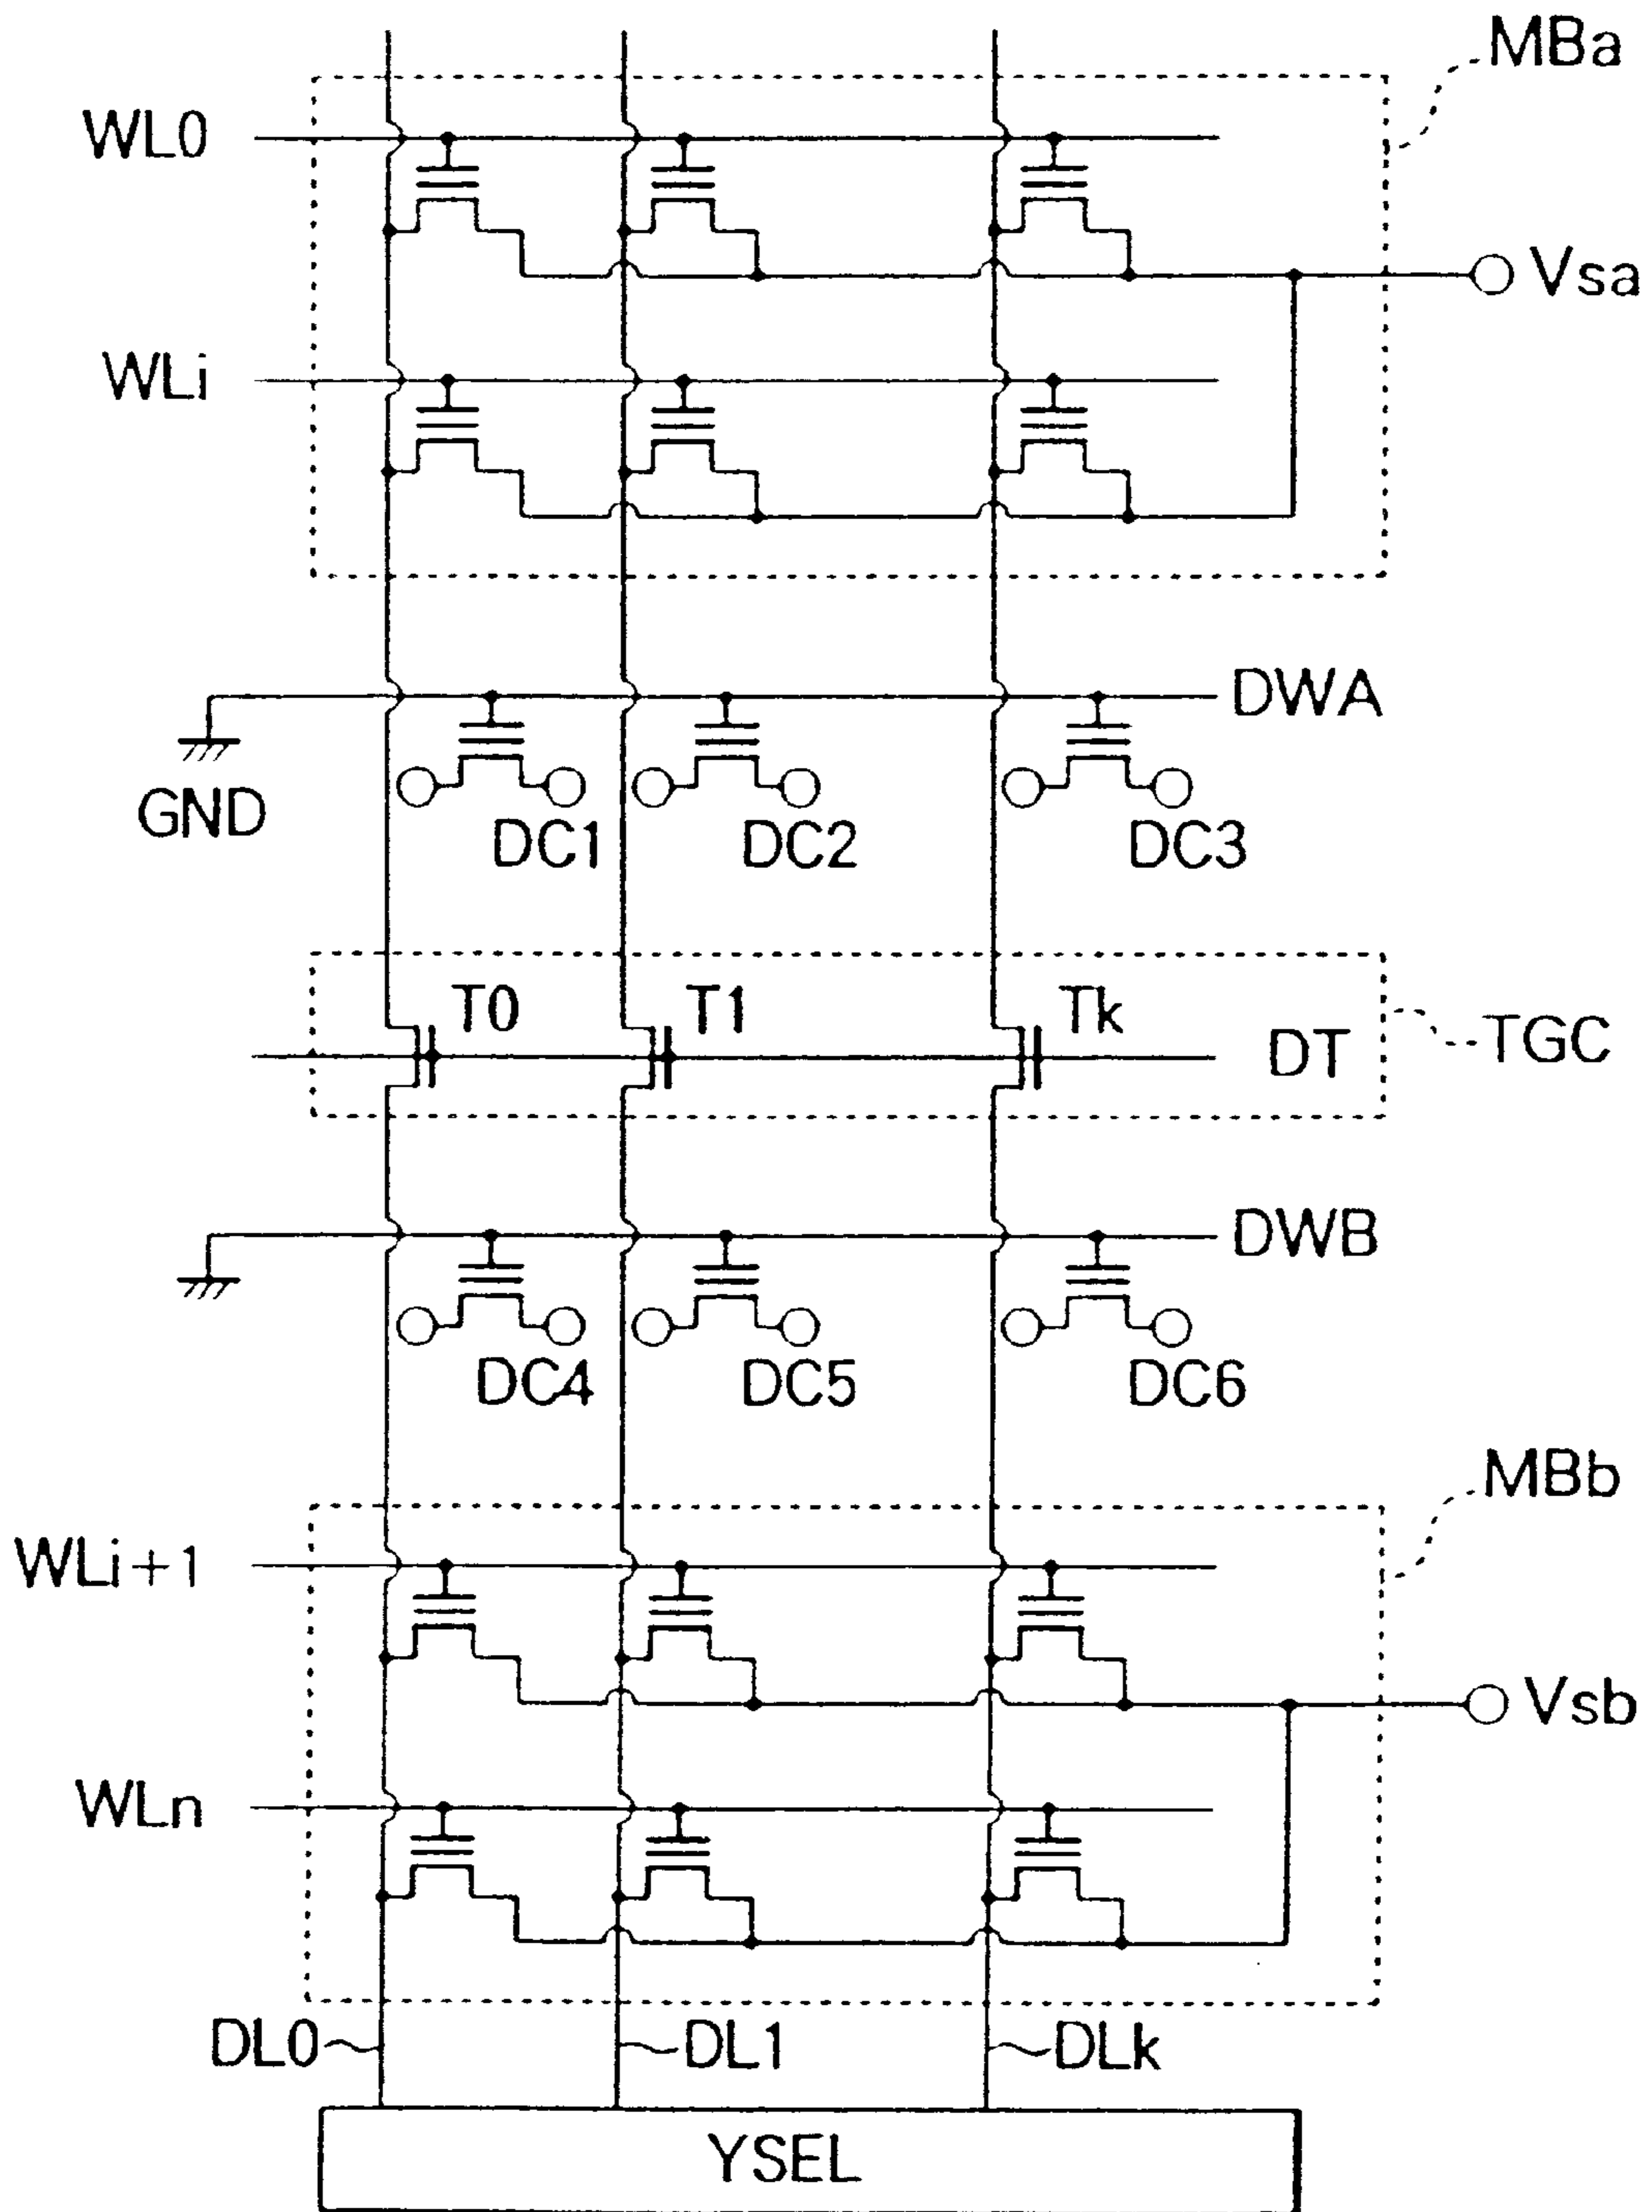 MBa
WL0
Vsa
WLi
DWA
GND
DC1 DC2 DC3
T0 T1 Tk
DT TGC
DWB
DC4 DC5 DC6
MBb
WLi+1
Vsb
WLn
DL0 DL1 DLk
YSEL